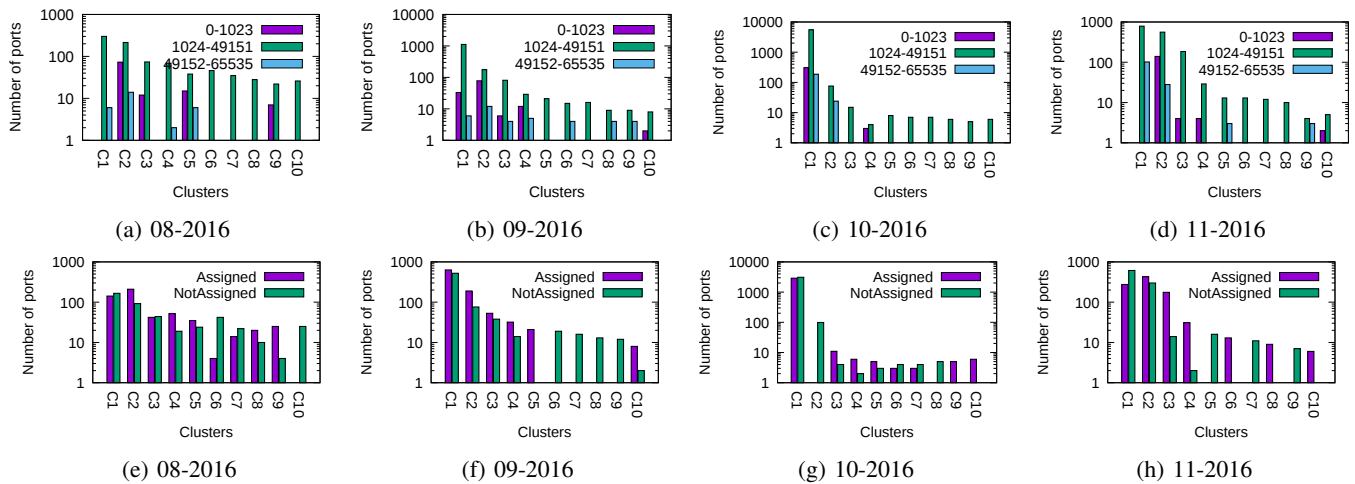 Number of ports
1000
100
10
1
0-1023
1024-49151
49152-65535
C1 C2 C3 C4 C5 C6 C7 C8 C9 C10
Clusters
(a) 08-2016
Number of ports
10000
1000
100
10
1
0-1023
1024-49151
49152-65535
C1 C2 C3 C4 C5 C6 C7 C8 C9 C10
Clusters
(b) 09-2016
Number of ports
10000
1000
100
10
1
0-1023
1024-49151
49152-65535
C1 C2 C3 C4 C5 C6 C7 C8 C9 C10
Clusters
(c) 10-2016
Number of ports
1000
100
10
1
0-1023
1024-49151
49152-65535
C1 C2 C3 C4 C5 C6 C7 C8 C9 C10
Clusters
(d) 11-2016
Number of ports
1000
100
10
1
Assigned
NotAssigned
C1 C2 C3 C4 C5 C6 C7 C8 C9 C10
Clusters
(e) 08-2016
Number of ports
1000
100
10
1
Assigned
NotAssigned
C1 C2 C3 C4 C5 C6 C7 C8 C9 C10
Clusters
(f) 09-2016
Number of ports
10000
1000
100
10
1
Assigned
NotAssigned
C1 C2 C3 C4 C5 C6 C7 C8 C9 C10
Clusters
(g) 10-2016
Number of ports
1000
100
10
1
Assigned
NotAssigned
C1 C2 C3 C4 C5 C6 C7 C8 C9 C10
Clusters
(h) 11-2016